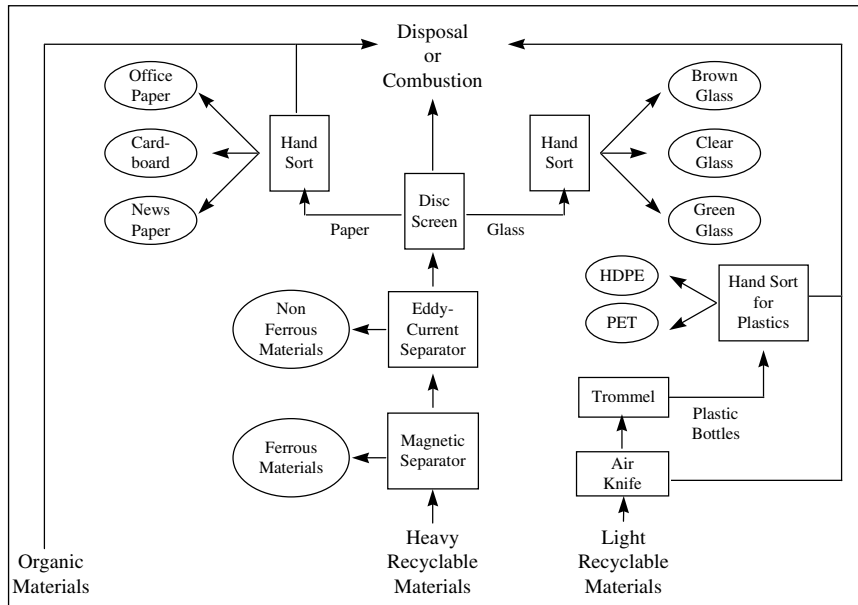 Disposal
or
Combustion
Office
Paper
Card-
board
News
Paper
Hand
Sort
Hand
Sort
Brown
Glass
Clear
Glass
Green
Glass
Disc
Screen
Paper
Glass
HDPE
PET
Hand Sort
for
Plastics
Non
Ferrous
Materials
Eddy-
Current
Separator
Trommel
Plastic
Bottles
Ferrous
Materials
Magnetic
Separator
Air
Knife
Organic
Materials
Heavy
Recyclable
Materials
Light
Recyclable
Materials